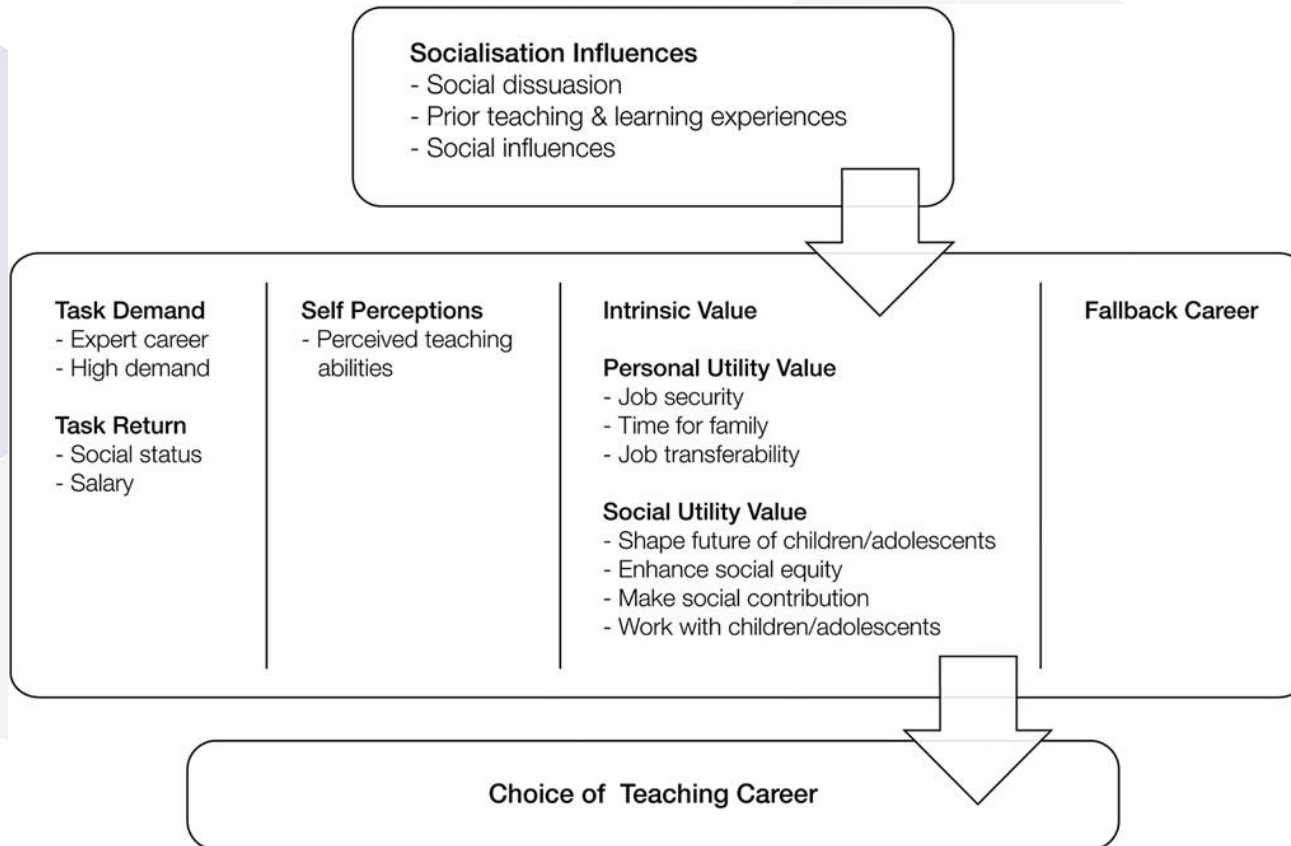 Socialisation Influences
- Social dissuasion
- Prior teaching & learning experiences
- Social influences
Task Demand
- Expert career
- High demand
Task Return
- Social status
- Salary
Self Perceptions
- Perceived teaching
abilities
Intrinsic Value
Personal Utility Value
- Job security
- Time for family
- Job transferability
Social Utility Value
- Shape future of children/adolescents
- Enhance social equity
- Make social contribution
- Work with children/adolescents
Fallback Career
Choice of Teaching Career